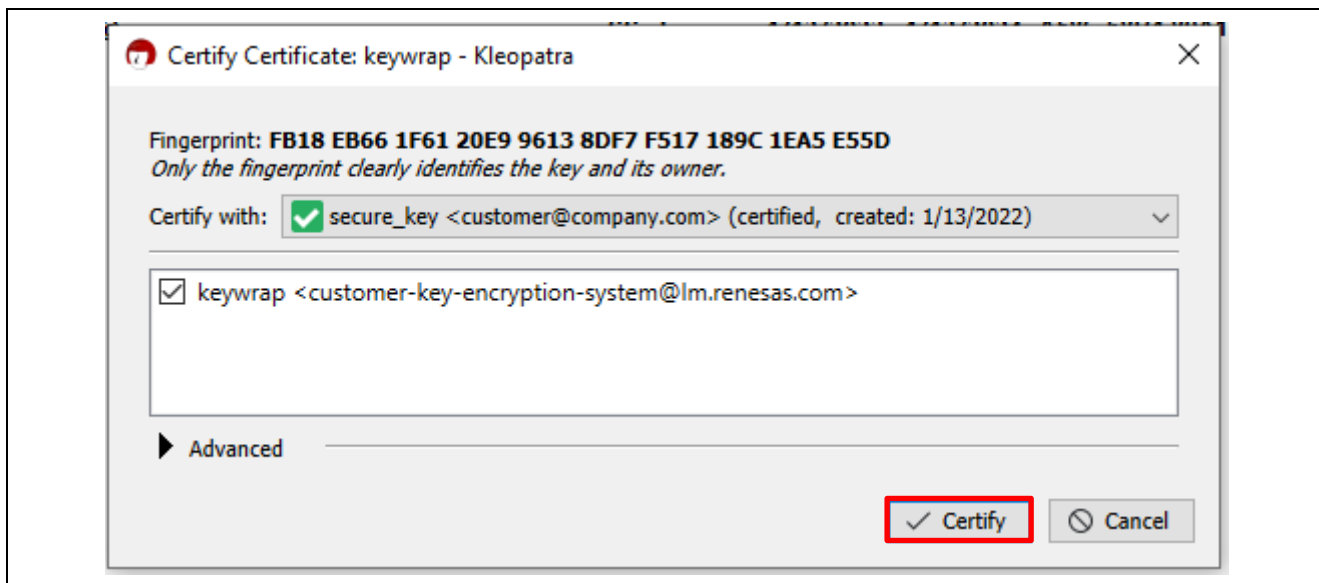 Certify Certificate: keywrap - Kleopatra
Fingerprint: FB18 EB66 1F61 20E9 9613 8DF7 F517 189C 1EA5 E55D
Only the fingerprint clearly identifies the key and its owner.
Certify with: secure_key <customer@company.com> (certified, created: 1/13/2022)
keywrap <customer-key-encryption-system@lm.renesas.com>
Advanced
Certify Cancel